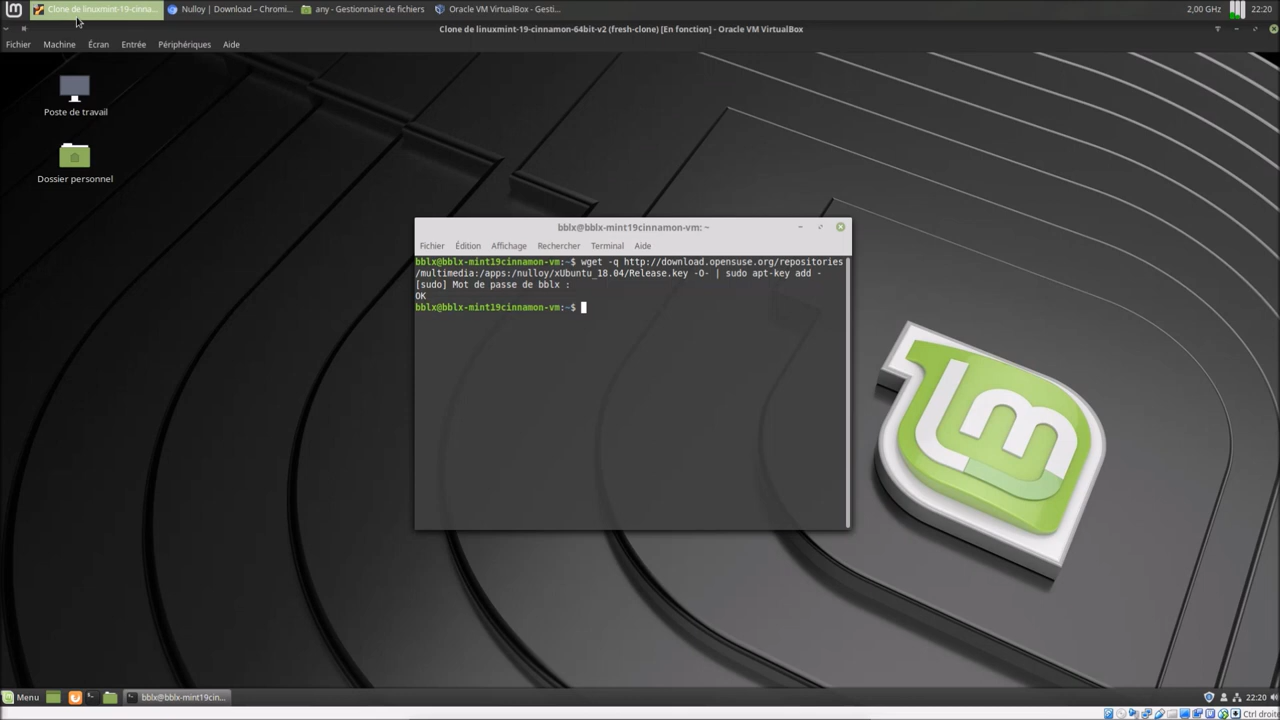 Clone de linuxmint-19-cinna...
Nulloy | Download – Chromi...
any - Gestionnaire de fichiers
Oracle VM VirtualBox - Gesti...
2,00 GHz
22:20
Clone de linuxmint-19-cinnamon-64bit-v2 (fresh-clone) [En fonction] - Oracle VM VirtualBox
Fichier Machine Écran Entrée Périphériques Aide
Poste de travail
Dossier personnel
bblx@bblx-mint19cinnamon-vm: ~
Fichier Édition Affichage Rechercher Terminal Aide
bblx@bblx-mint19cinnamon-vm:~$ wget -q http://download.opensuse.org/repositories
/multimedia:/apps:/nulloy/xUbuntu_18.04/Release.key -O- | sudo apt-key add -
[sudo] Mot de passe de bblx :
OK
bblx@bblx-mint19cinnamon-vm:~$
lm
Menu
bblx@bblx-mint19cin...
22:20
Ctrl droite